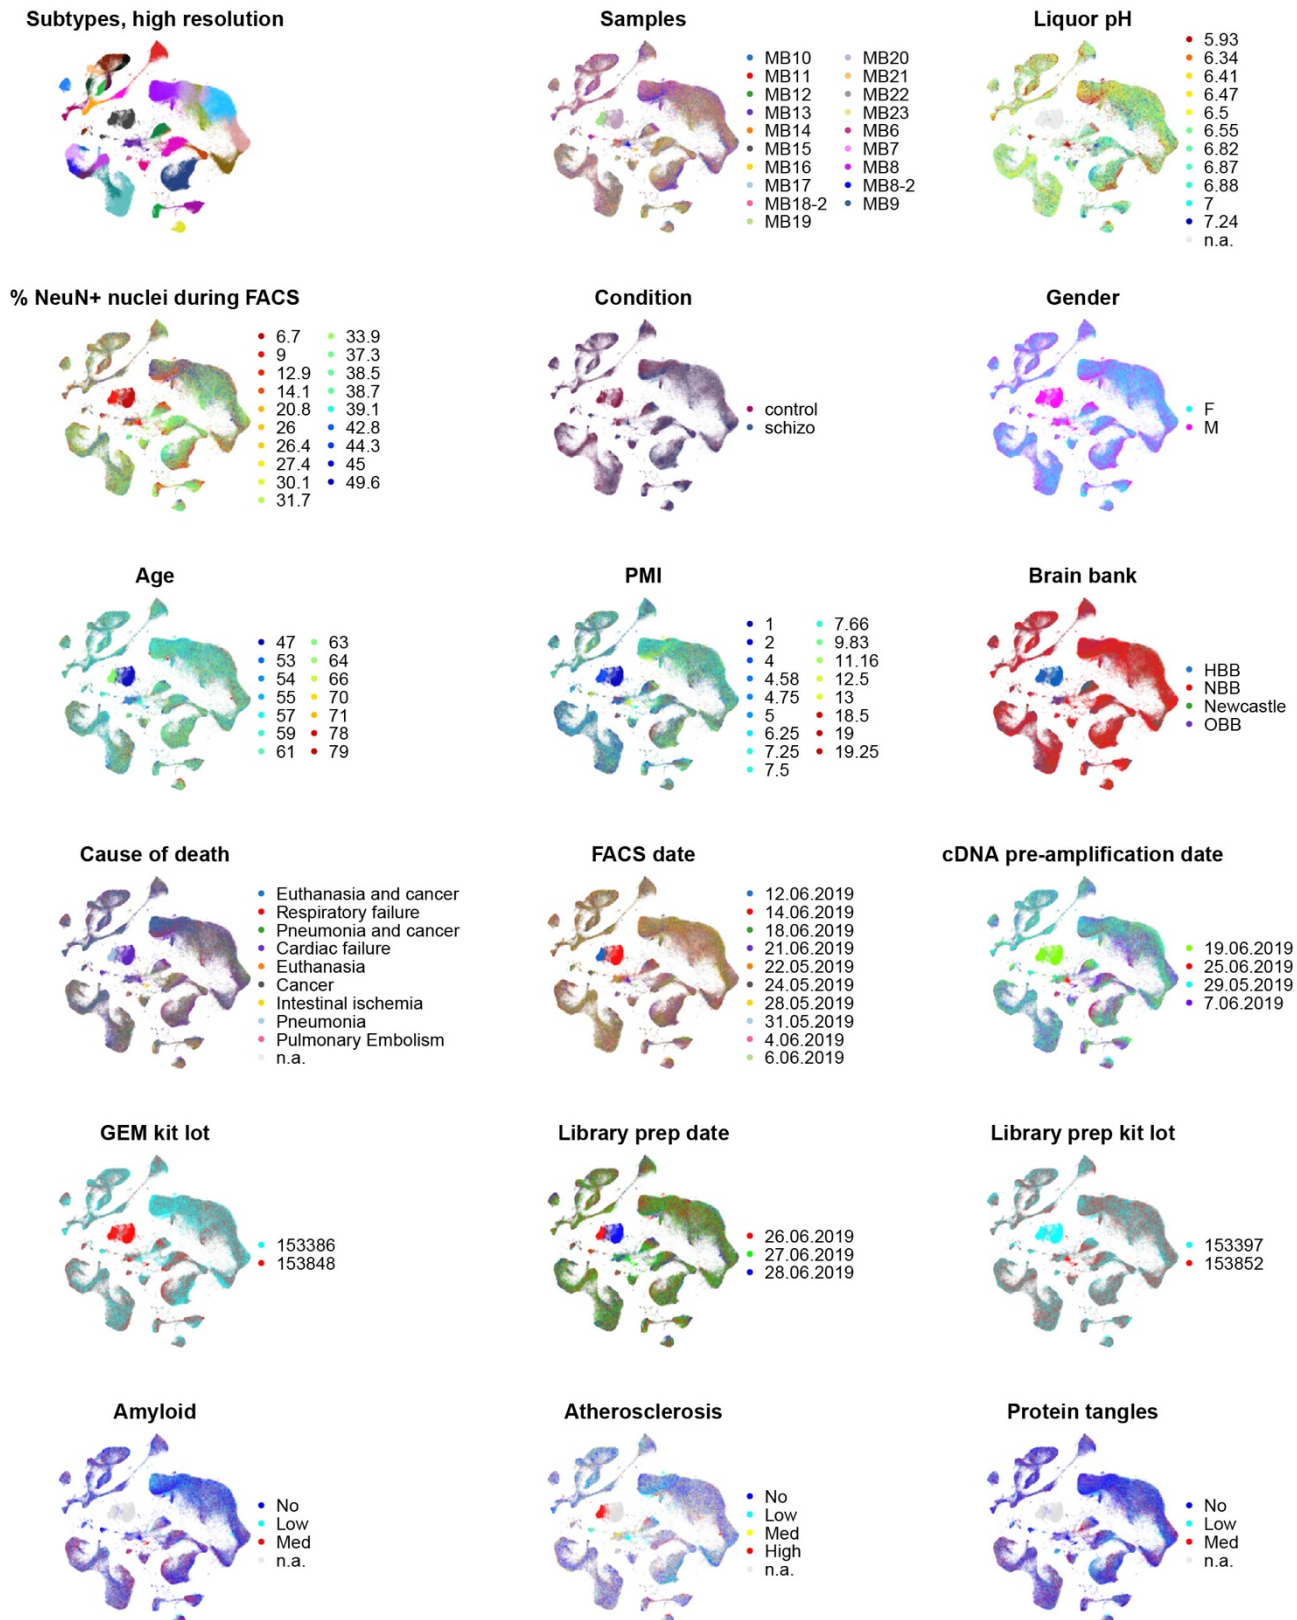 Subtypes, high resolution
Samples
MB10 MB20
MB11 MB21
MB12 MB22
MB13 MB23
MB14 MB6
MB15 MB7
MB16 MB8
MB17 MB8-2
MB18-2 MB9
MB19
Liquor pH
5.93
6.34
6.41
6.47
6.5
6.55
6.82
6.87
6.88
7
7.24
n.a.
% NeuN+ nuclei during FACS
6.7 33.9
9 37.3
12.9 38.5
14.1 38.7
20.8 39.1
26 42.8
26.4 44.3
27.4 45
30.1 49.6
31.7
Condition
control
schizo
Gender
F
M
Age
47 63
53 64
54 66
55 70
57 71
59 78
61 79
PMI
1 7.66
2 9.83
4 11.16
4.58 12.5
4.75 13
5 18.5
6.25 19
7.25 19.25
7.5
Brain bank
HBB
NBB
Newcastle
OBB
Cause of death
Euthanasia and cancer
Respiratory failure
Pneumonia and cancer
Cardiac failure
Euthanasia
Cancer
Intestinal ischemia
Pneumonia
Pulmonary Embolism
n.a.
FACS date
12.06.2019
14.06.2019
18.06.2019
21.06.2019
22.05.2019
24.05.2019
28.05.2019
31.05.2019
4.06.2019
6.06.2019
cDNA pre-amplification date
19.06.2019
25.06.2019
29.05.2019
7.06.2019
GEM kit lot
153386
153848
Library prep date
26.06.2019
27.06.2019
28.06.2019
Library prep kit lot
153397
153852
Amyloid
No
Low
Med
n.a.
Atherosclerosis
No
Low
Med
High
n.a.
Protein tangles
No
Low
Med
n.a.